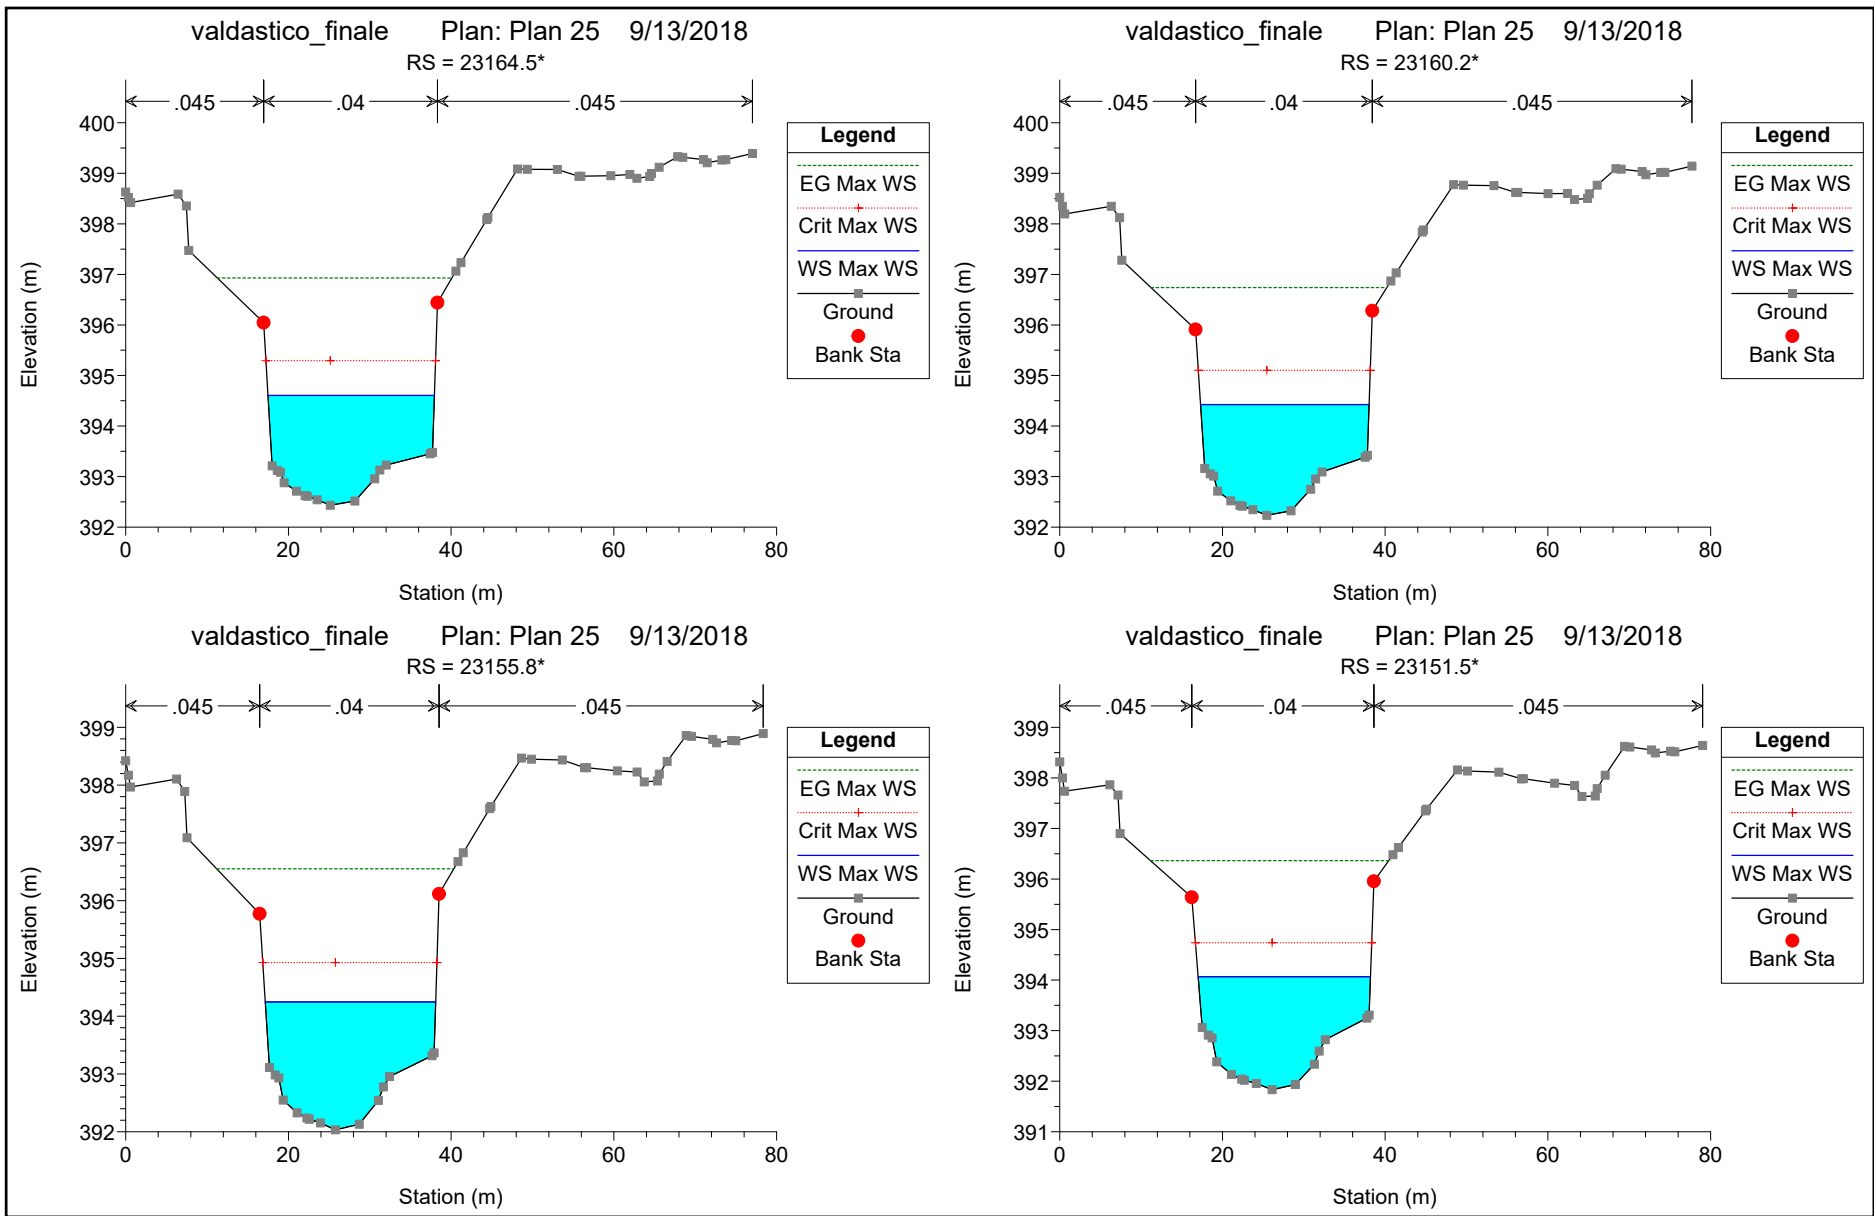 valdastico_finale Plan: Plan 25 9/13/2018
RS = 23164.5*
.045 .04 .045
400
399
398
397
396
395
394
393
392
0 20 40 60 80
Elevation (m)
Station (m)
Legend
EG Max WS
Crit Max WS
WS Max WS
Ground
Bank Sta
valdastico_finale Plan: Plan 25 9/13/2018
RS = 23160.2*
.045 .04 .045
400
399
398
397
396
395
394
393
392
0 20 40 60 80
Elevation (m)
Station (m)
Legend
EG Max WS
Crit Max WS
WS Max WS
Ground
Bank Sta
valdastico_finale Plan: Plan 25 9/13/2018
RS = 23155.8*
.045 .04 .045
399
398
397
396
395
394
393
392
0 20 40 60 80
Elevation (m)
Station (m)
Legend
EG Max WS
Crit Max WS
WS Max WS
Ground
Bank Sta
valdastico_finale Plan: Plan 25 9/13/2018
RS = 23151.5*
.045 .04 .045
399
398
397
396
395
394
393
392
391
0 20 40 60 80
Elevation (m)
Station (m)
Legend
EG Max WS
Crit Max WS
WS Max WS
Ground
Bank Sta